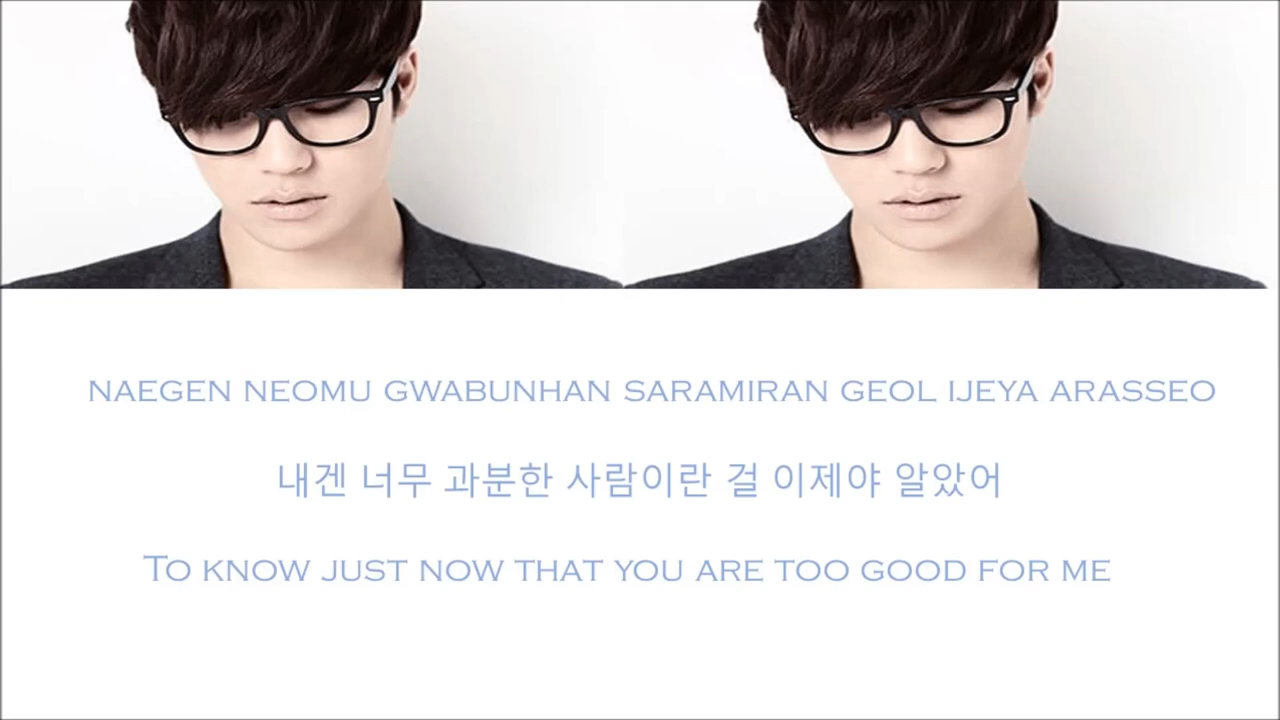 NAEGEN NEOMU GWABUNHAN SARAMIRAN GEOL IJEYA ARASSEO
내겐 너무 과분한 사람이란 걸 이제야 알았어
TO KNOW JUST NOW THAT YOU ARE TOO GOOD FOR ME